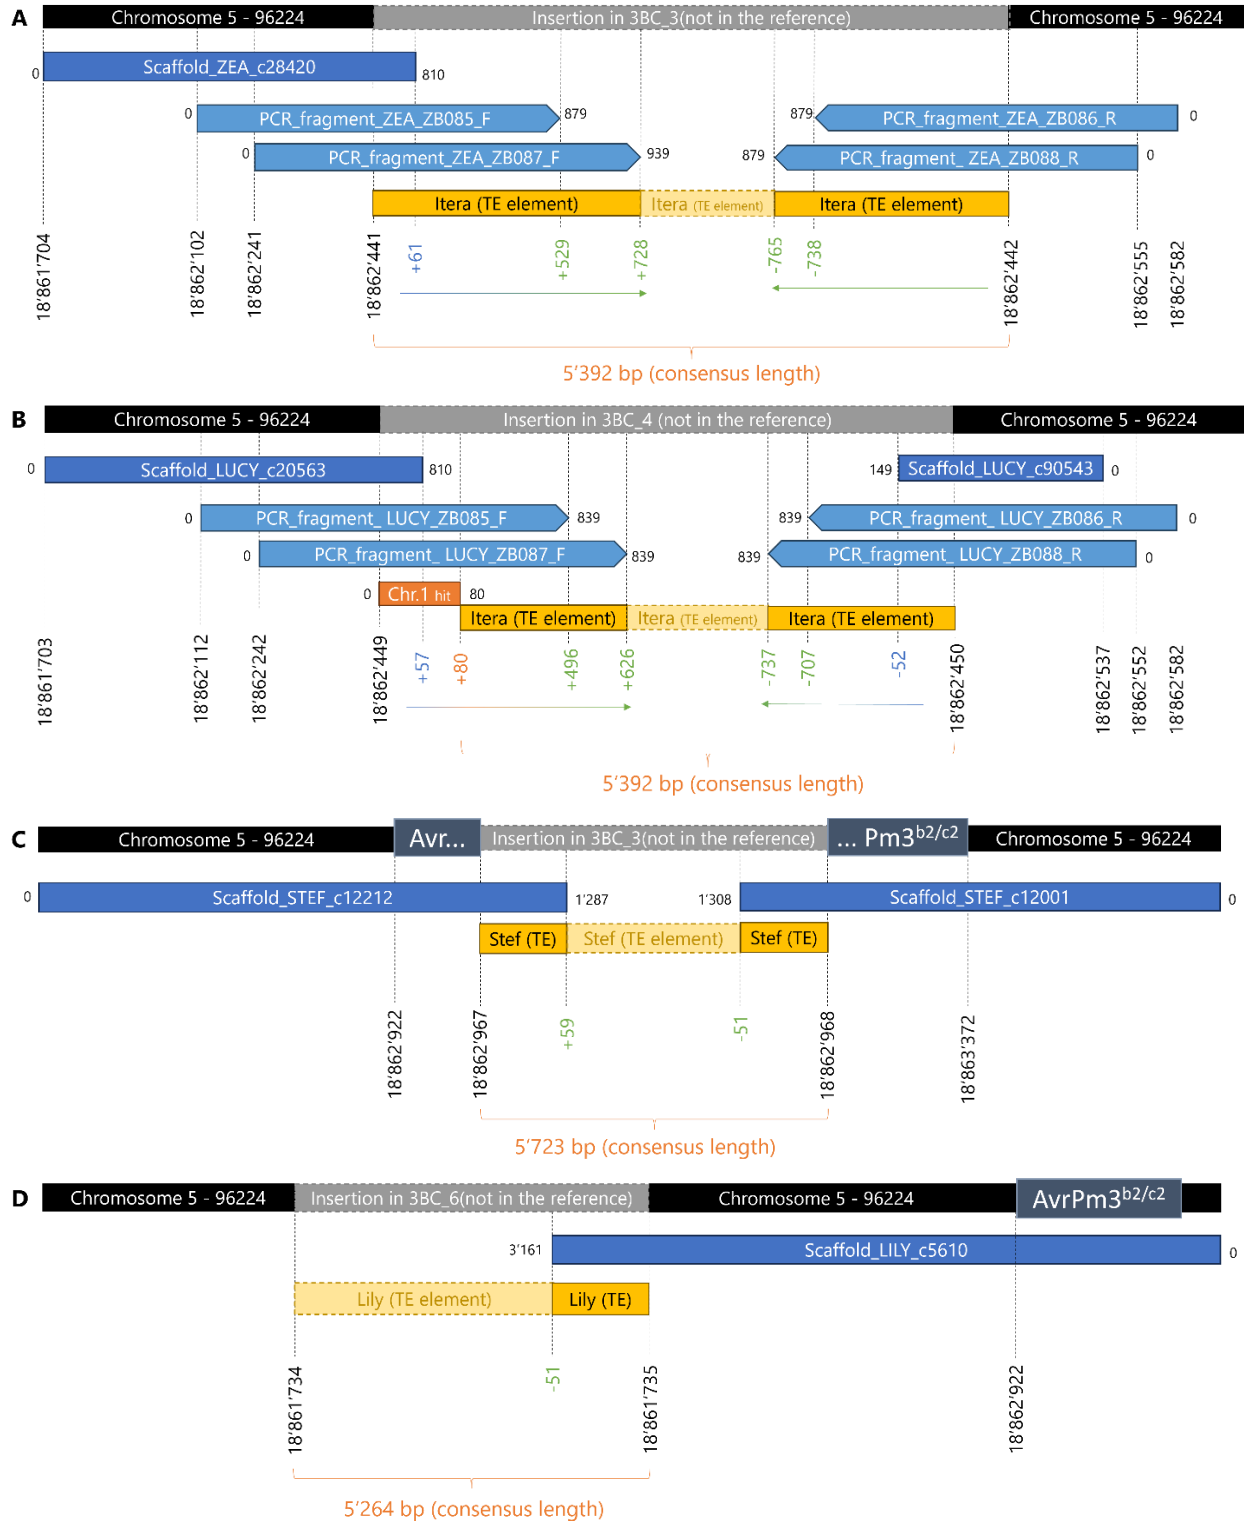 A
Chromosome 5 - 96224
Insertion in 3BC_3(not in the reference)
Chromosome 5 - 96224
0
Scaffold_ZEA_c28420
810
0
PCR_fragment_ZEA_ZB085_F
879
879
PCR_fragment_ZEA_ZB086_R
0
0
PCR_fragment_ZEA_ZB087_F
939
879
PCR_fragment_ ZEA_ZB088_R
0
Itera (TE element)
Itera (TE element)
Itera (TE element)
18'861'704
18'862'102
18'862'241
18'862'441
+61
+529
+728
-765
-738
18'862'442
18'862'555
18'862'582
5'392 bp (consensus length)
B
Chromosome 5 - 96224
Insertion in 3BC_4 (not in the reference)
Chromosome 5 - 96224
0
Scaffold_LUCY_c20563
810
149
Scaffold_LUCY_c90543
0
0
PCR_fragment_ LUCY_ZB085_F
839
839
PCR_fragment_ LUCY_ZB086_R
0
0
PCR_fragment_ LUCY_ZB087_F
839
839
PCR_fragment_ LUCY_ZB088_R
0
0
Chr.1 hit
80
Itera (TE element)
Itera (TE element)
Itera (TE element)
18'861'703
18'862'112
18'862'242
18'862'449
+57
+80
+496
+626
-737
-707
-52
18'862'450
18'862'537
18'862'552
18'862'582
5'392 bp (consensus length)
C
Chromosome 5 - 96224
Avr...
Insertion in 3BC_3(not in the reference)
... Pm3b2/c2
Chromosome 5 - 96224
0
Scaffold_STEF_c12212
1'287
1'308
Scaffold_STEF_c12001
0
Stef (TE)
Stef (TE element)
Stef (TE)
18'862'922
18'862'967
+59
-51
18'862'968
18'863'372
5'723 bp (consensus length)
D
Chromosome 5 - 96224
Insertion in 3BC_6(not in the reference)
Chromosome 5 - 96224
AvrPm3b2/c2
3'161
Scaffold_LILY_c5610
0
Lily (TE element)
Lily (TE)
18'861'734
-51
18'861'735
18'862'922
5'264 bp (consensus length)